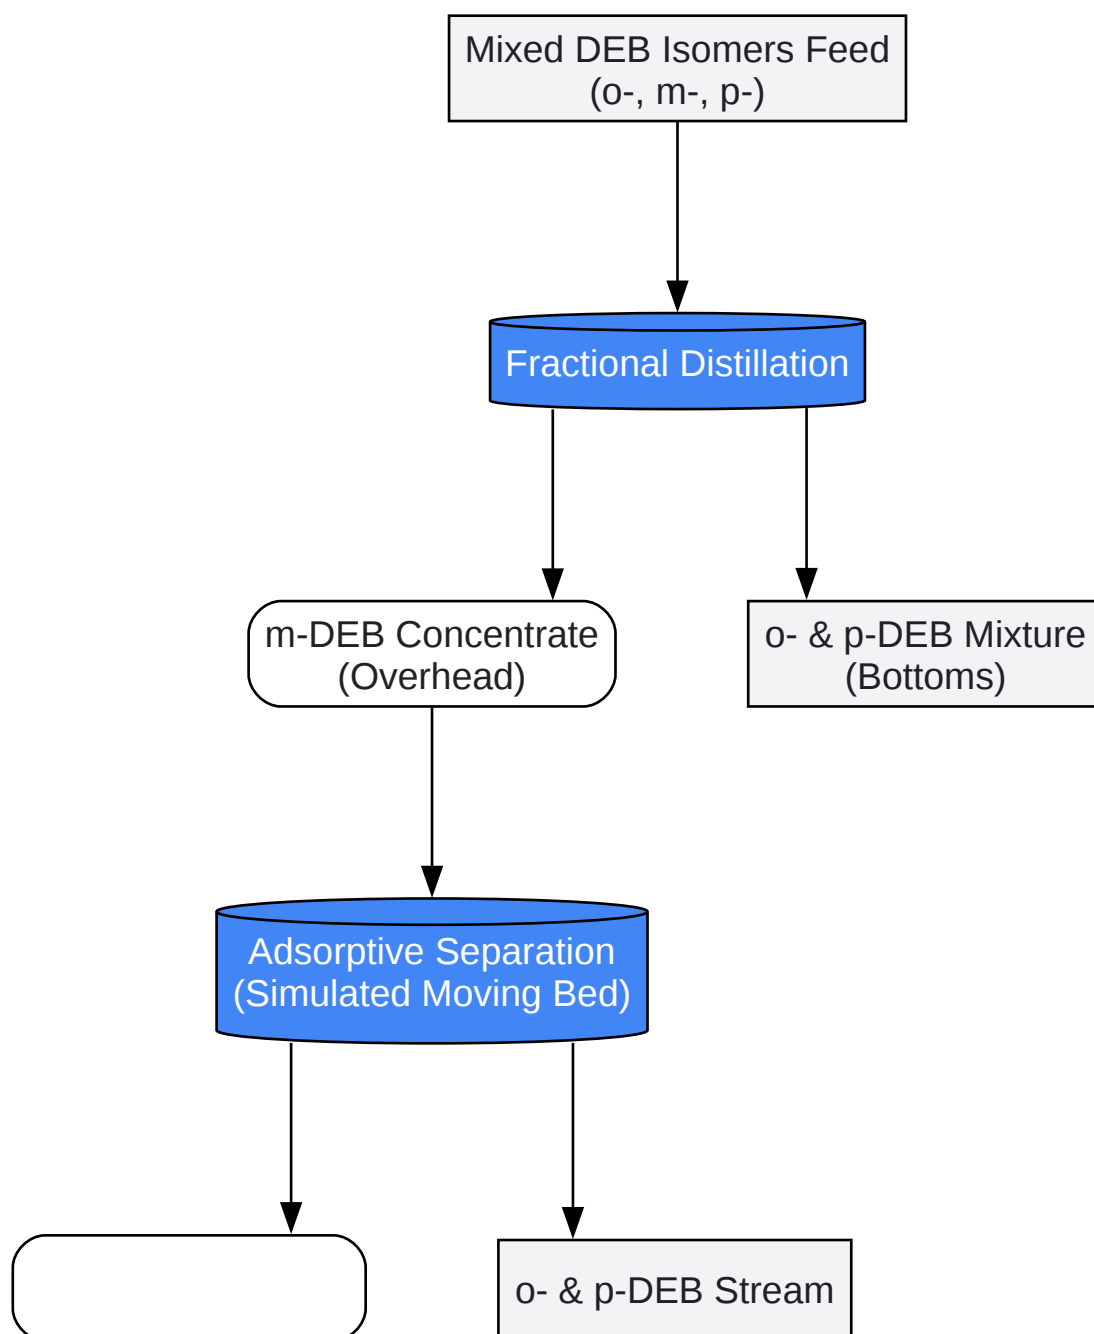 Mixed DEB Isomers Feed
(o-, m-, p-)
Fractional Distillation
m-DEB Concentrate
(Overhead)
o- & p-DEB Mixture
(Bottoms)
Adsorptive Separation
(Simulated Moving Bed)
o- & p-DEB Stream